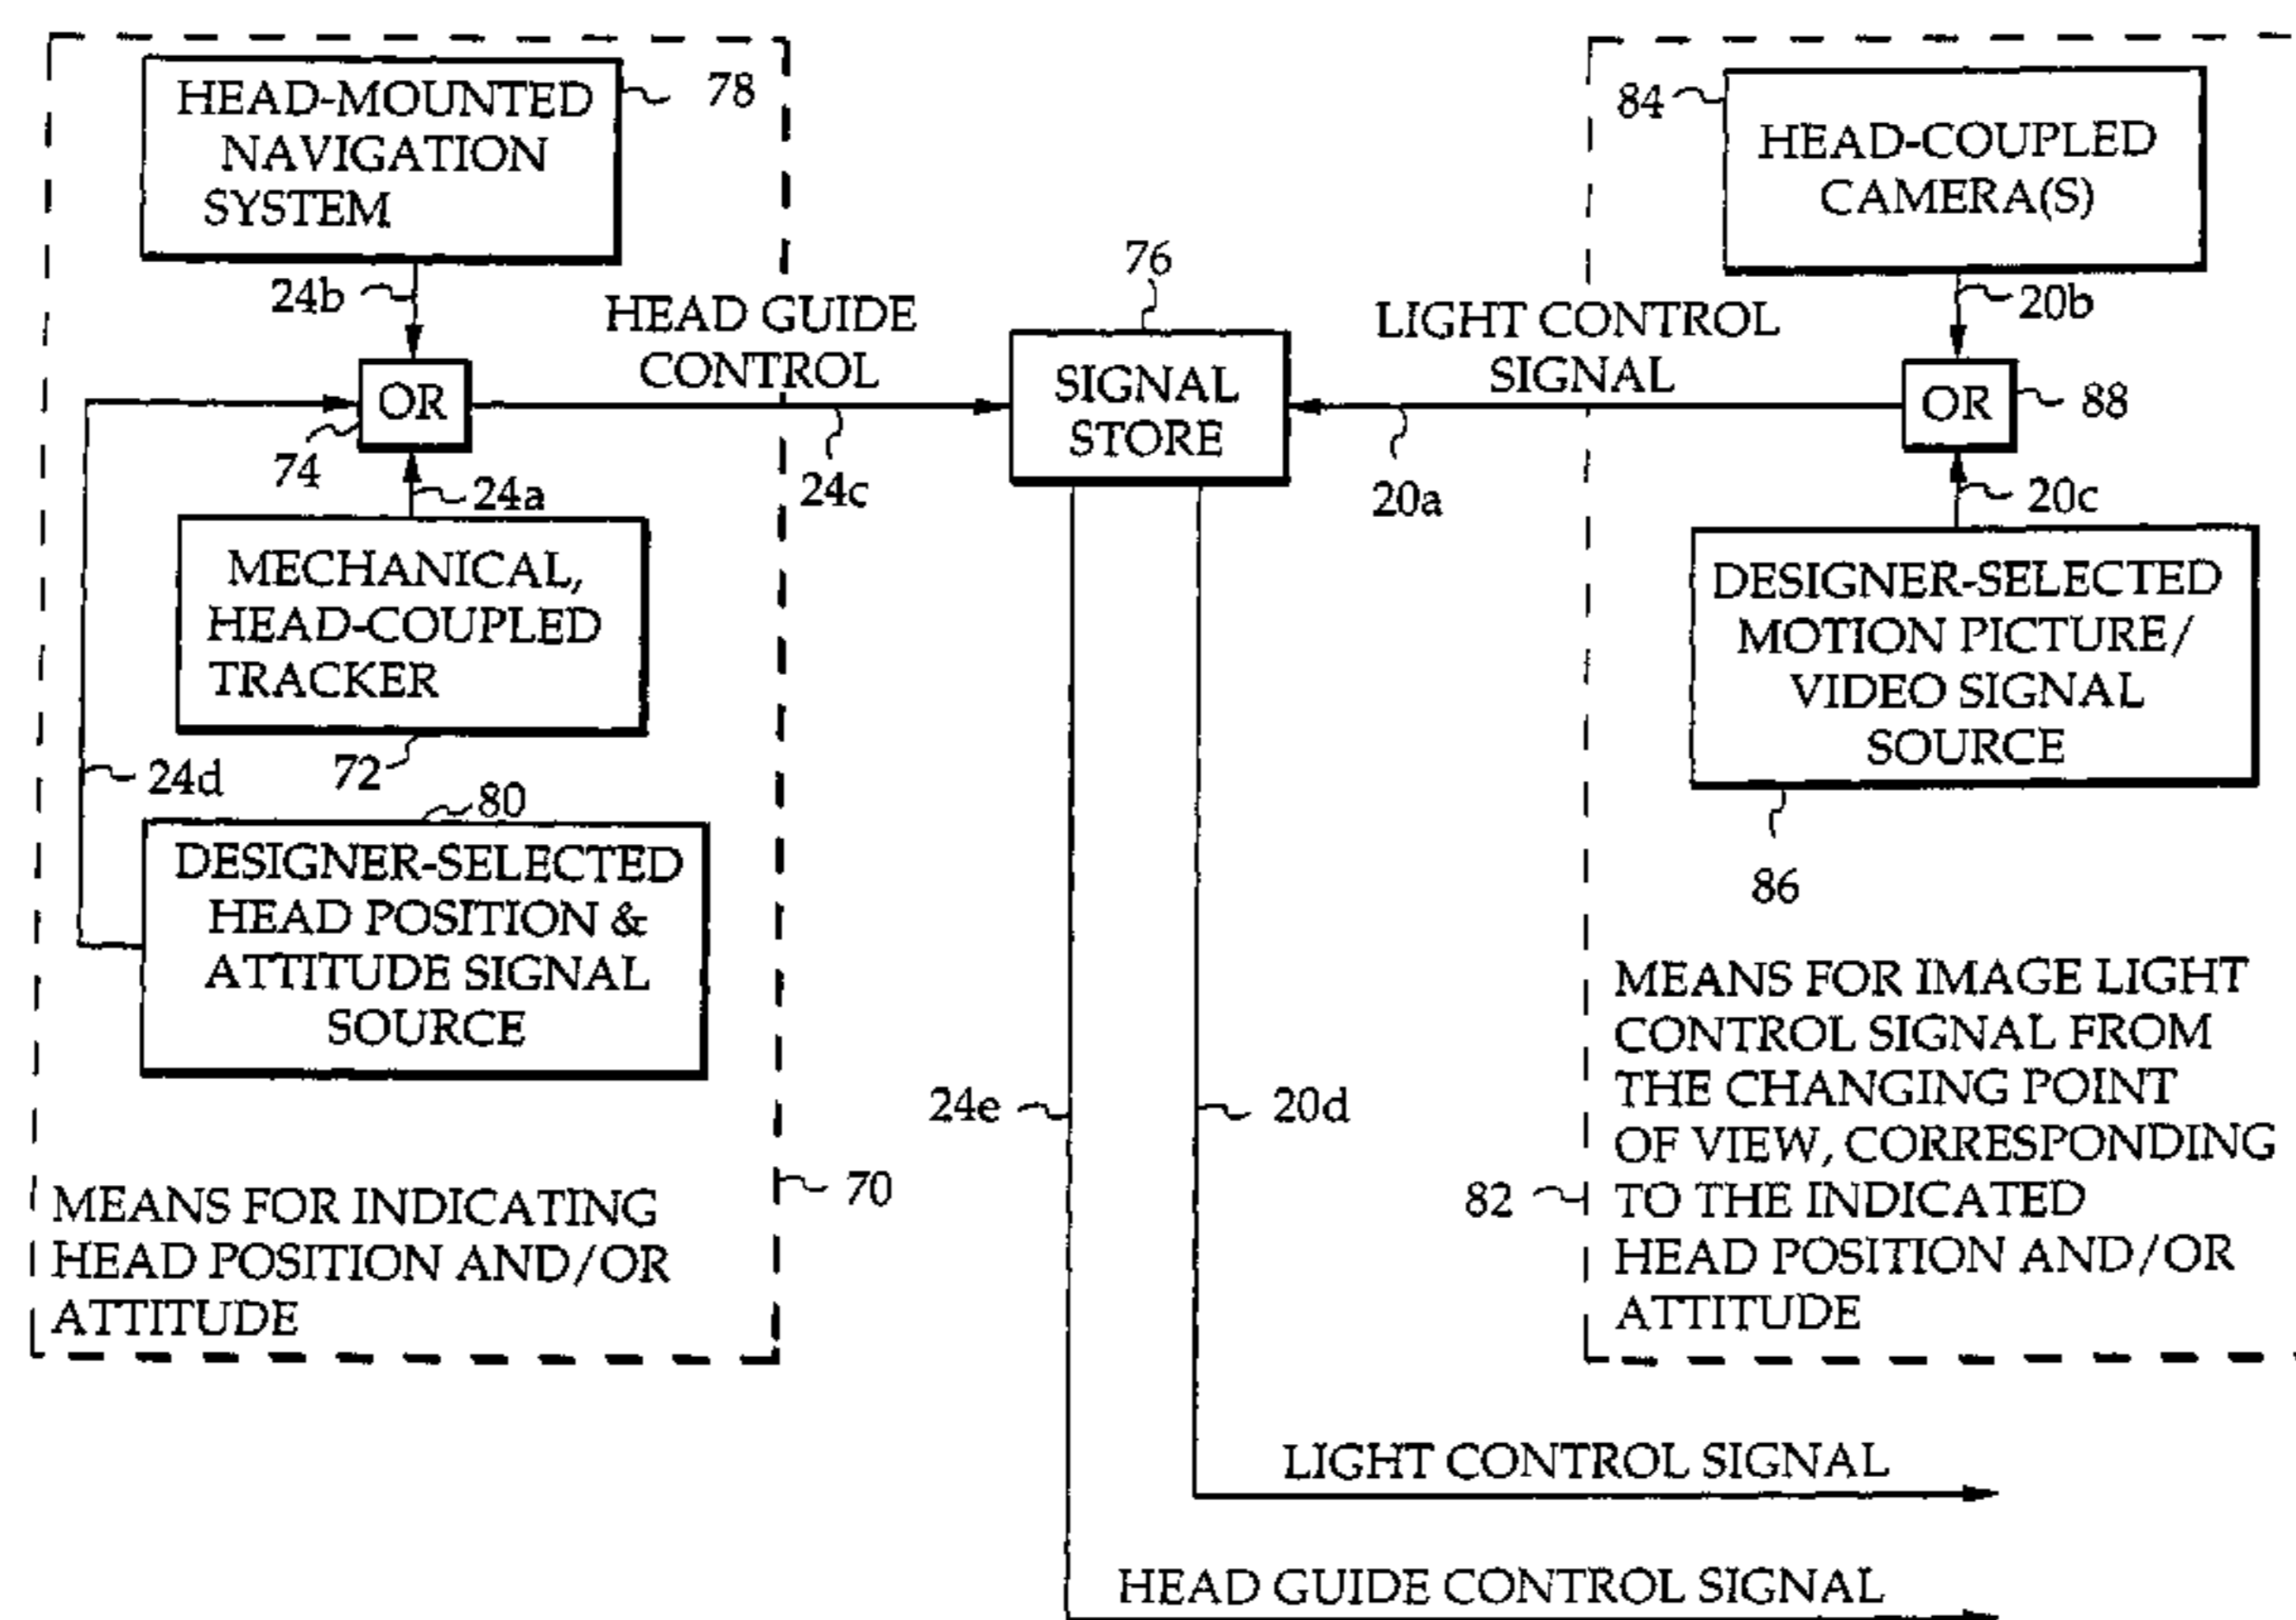 HEAD-MOUNTED
NAVIGATION
SYSTEM
78
24b
HEAD GUIDE
CONTROL
OR
74
24a
24c
MECHANICAL,
HEAD-COUPLED
TRACKER
72
24d
80
DESIGNER-SELECTED
HEAD POSITION &
ATTITUDE SIGNAL
SOURCE
MEANS FOR INDICATING
HEAD POSITION AND/OR
ATTITUDE
70
76
SIGNAL
STORE
LIGHT CONTROL
SIGNAL
20a
84
HEAD-COUPLED
CAMERA(S)
20b
OR
88
20c
DESIGNER-SELECTED
MOTION PICTURE/
VIDEO SIGNAL
SOURCE
86
MEANS FOR IMAGE LIGHT
CONTROL SIGNAL FROM
THE CHANGING POINT
OF VIEW, CORRESPONDING
TO THE INDICATED
HEAD POSITION AND/OR
ATTITUDE
82
24e
20d
LIGHT CONTROL SIGNAL
HEAD GUIDE CONTROL SIGNAL